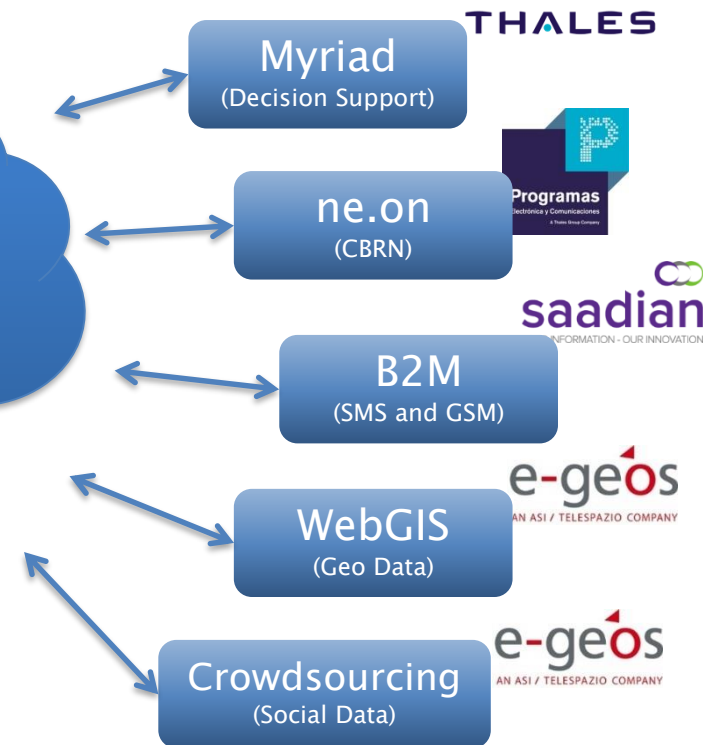 THALES
Myriad
(Decision Support)
Programas
Electrónica y Comunicaciones
A Thales Group Company
ne.on
(CBRN)
saadian
INFORMATION - OUR INNOVATION
B2M
(SMS and GSM)
e-geos
AN ASI / TELESPAZIO COMPANY
WebGIS
(Geo Data)
e-geos
AN ASI / TELESPAZIO COMPANY
Crowdsourcing
(Social Data)